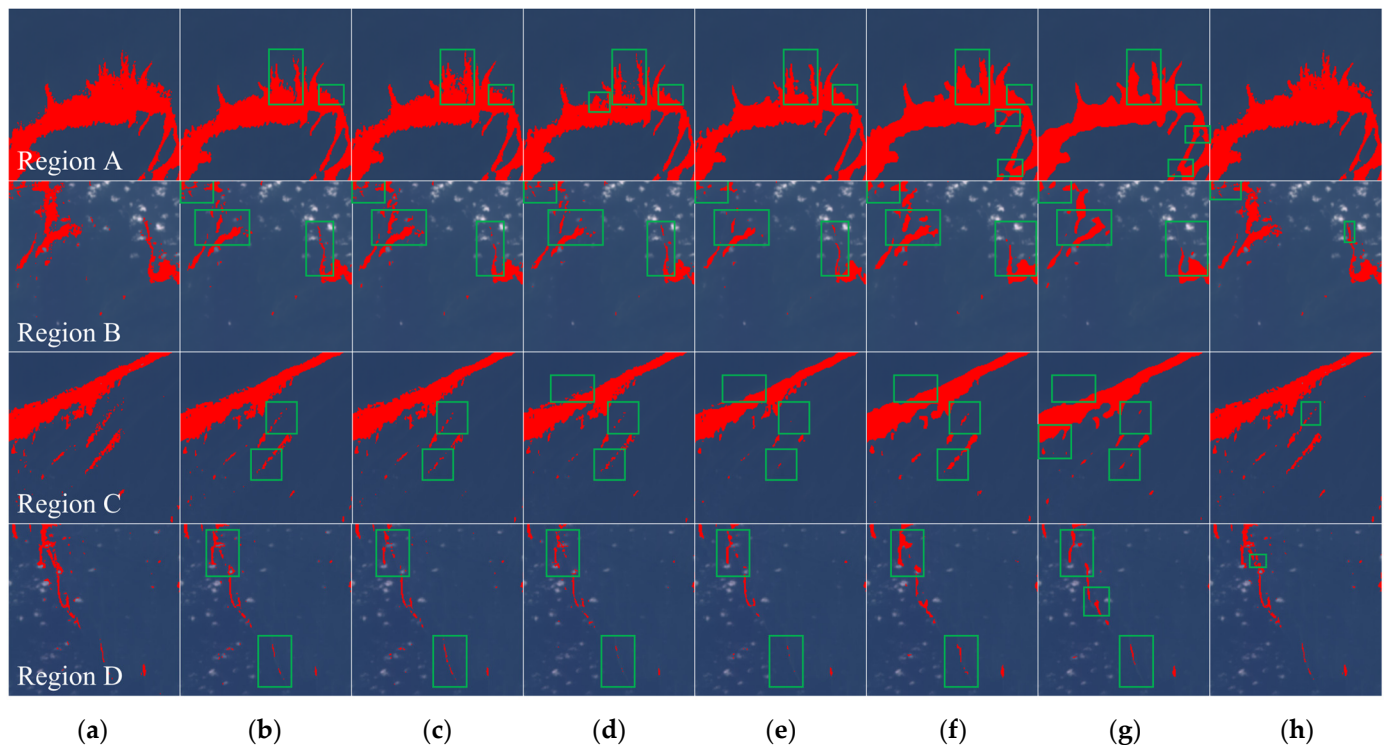 Region A
Region B
Region C
Region D
(a) (b) (c) (d) (e) (f) (g) (h)